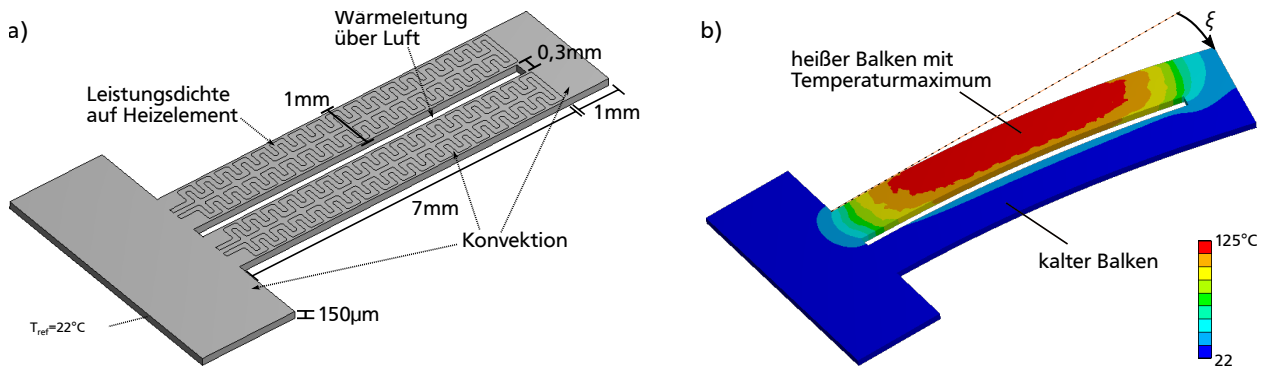 a)
Wärmeleitung
über Luft
0,3mm
Leistungsdichte
auf Heizelement
1mm
1mm
7mm
Konvektion
150µm
T_ref=22°C
b)
ξ
heißer Balken mit
Temperaturmaximum
kalter Balken
125°C
22